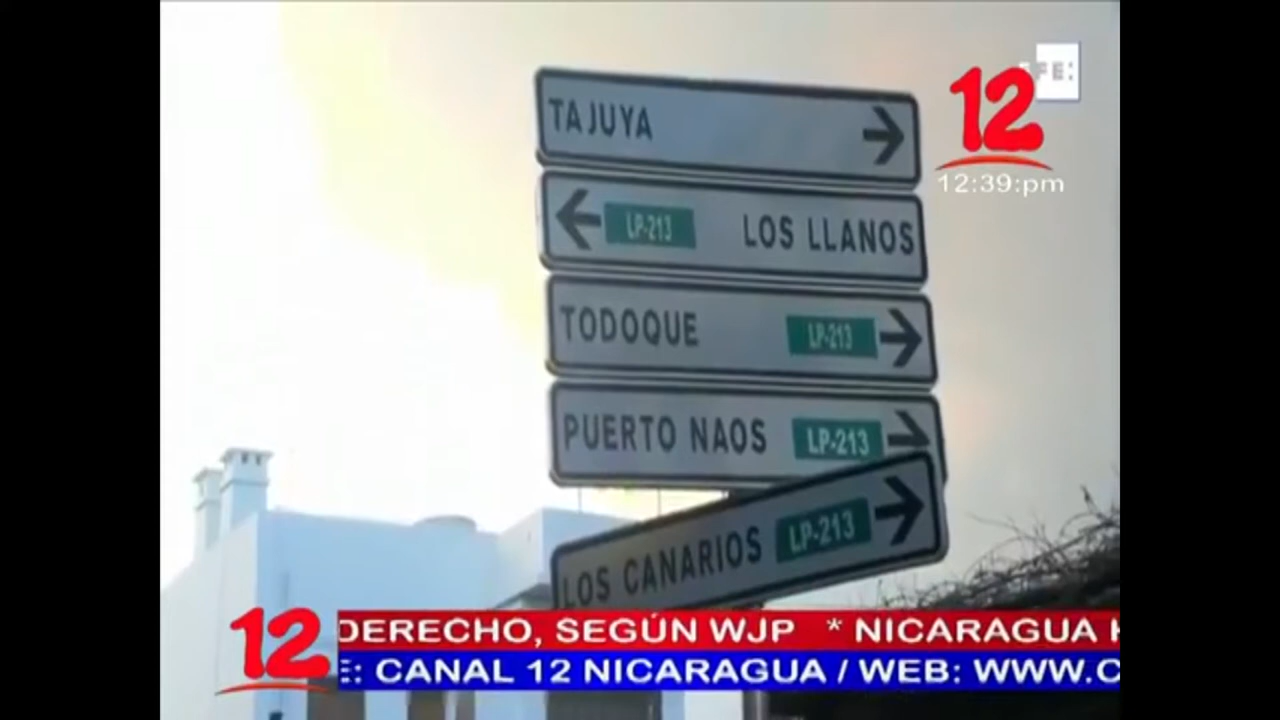 FE:
12
12:39:pm
TAJUYA
LP-213 LOS LLANOS
TODOQUE LP-213
PUERTO NAOS LP-213
LOS CANARIOS LP-213
12
DERECHO, SEGÚN WJP * NICARAGUA
E: CANAL 12 NICARAGUA / WEB: WWW.C